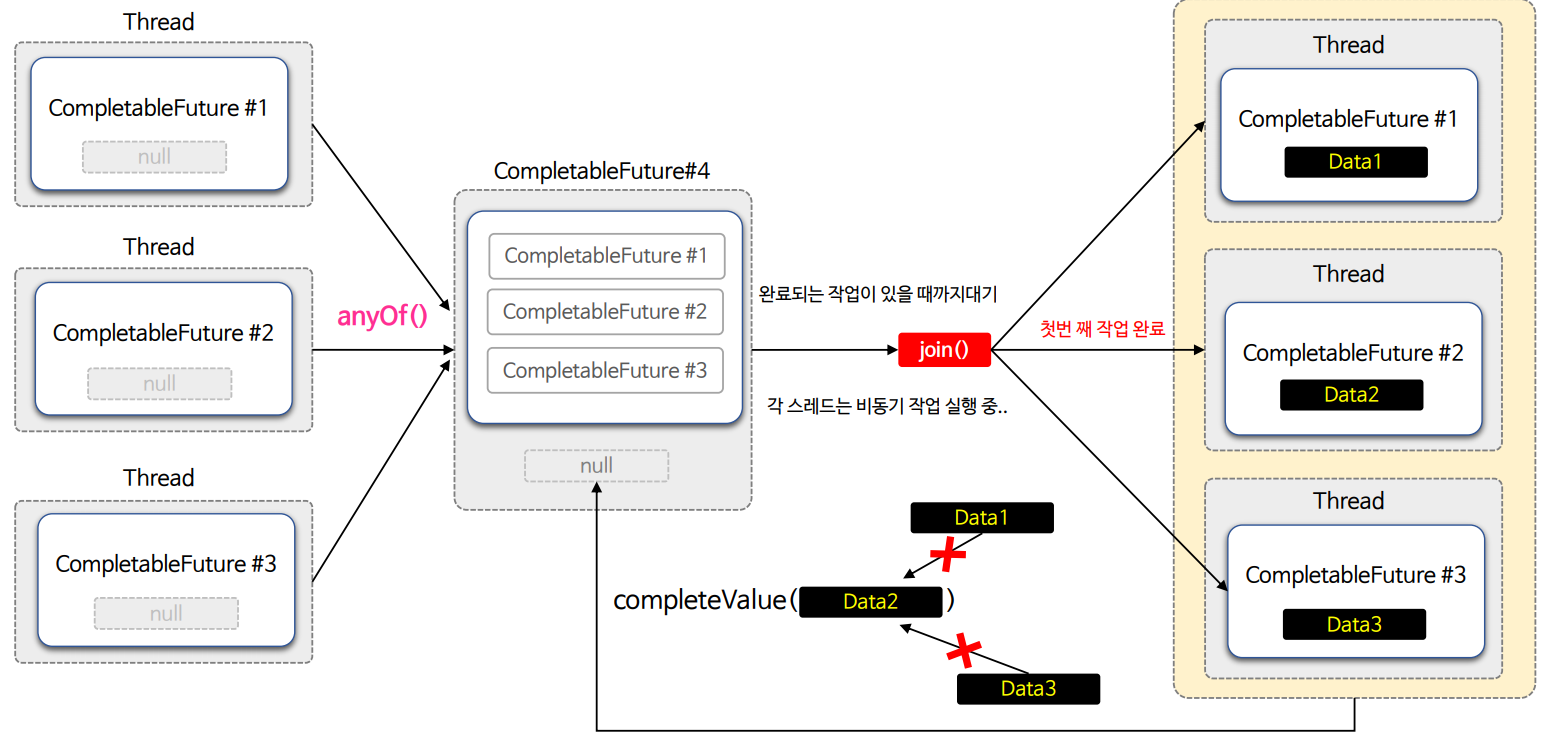 Thread
CompletableFuture #1
null
Thread
CompletableFuture #2
null
Thread
CompletableFuture #3
null
anyOf()
CompletableFuture#4
CompletableFuture #1
CompletableFuture #2
CompletableFuture #3
null
완료되는 작업이 있을 때까지대기
join()
각 스레드는 비동기 작업 실행 중..
첫번 째 작업 완료
Data1
completeValue( Data2 )
Data3
Thread
CompletableFuture #1
Data1
Thread
CompletableFuture #2
Data2
Thread
CompletableFuture #3
Data3